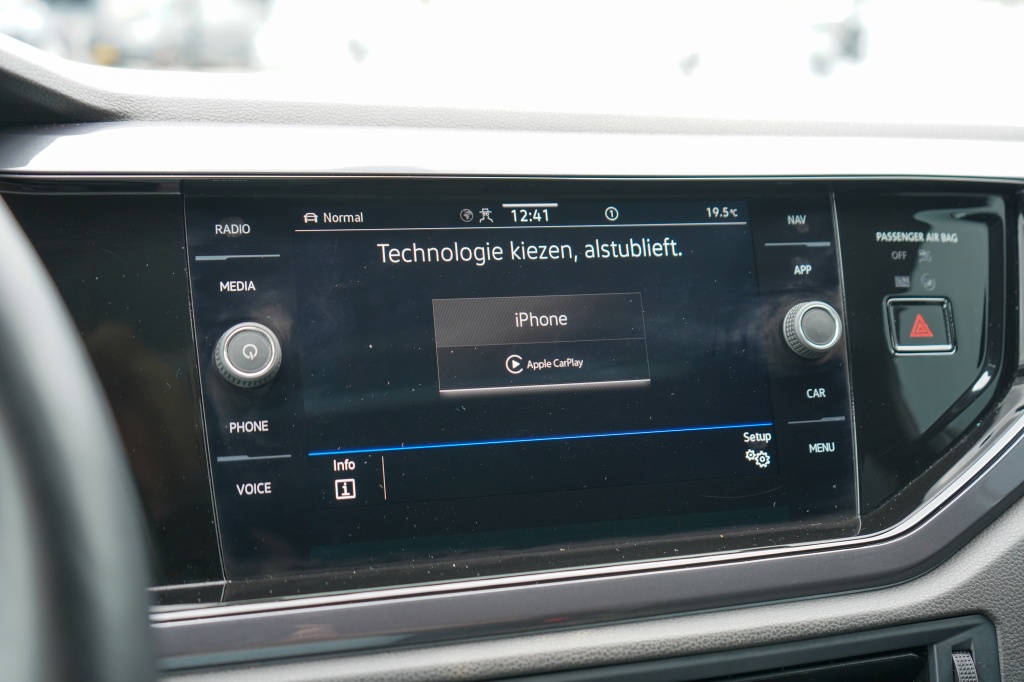 RADIO
MEDIA
PHONE
VOICE
Normal
12:41
1
19.5°C
Technologie kiezen, alstublieft.
iPhone
Apple CarPlay
Info
i
Setup
NAV
APP
CAR
MENU
PASSENGER AIR BAG
OFF